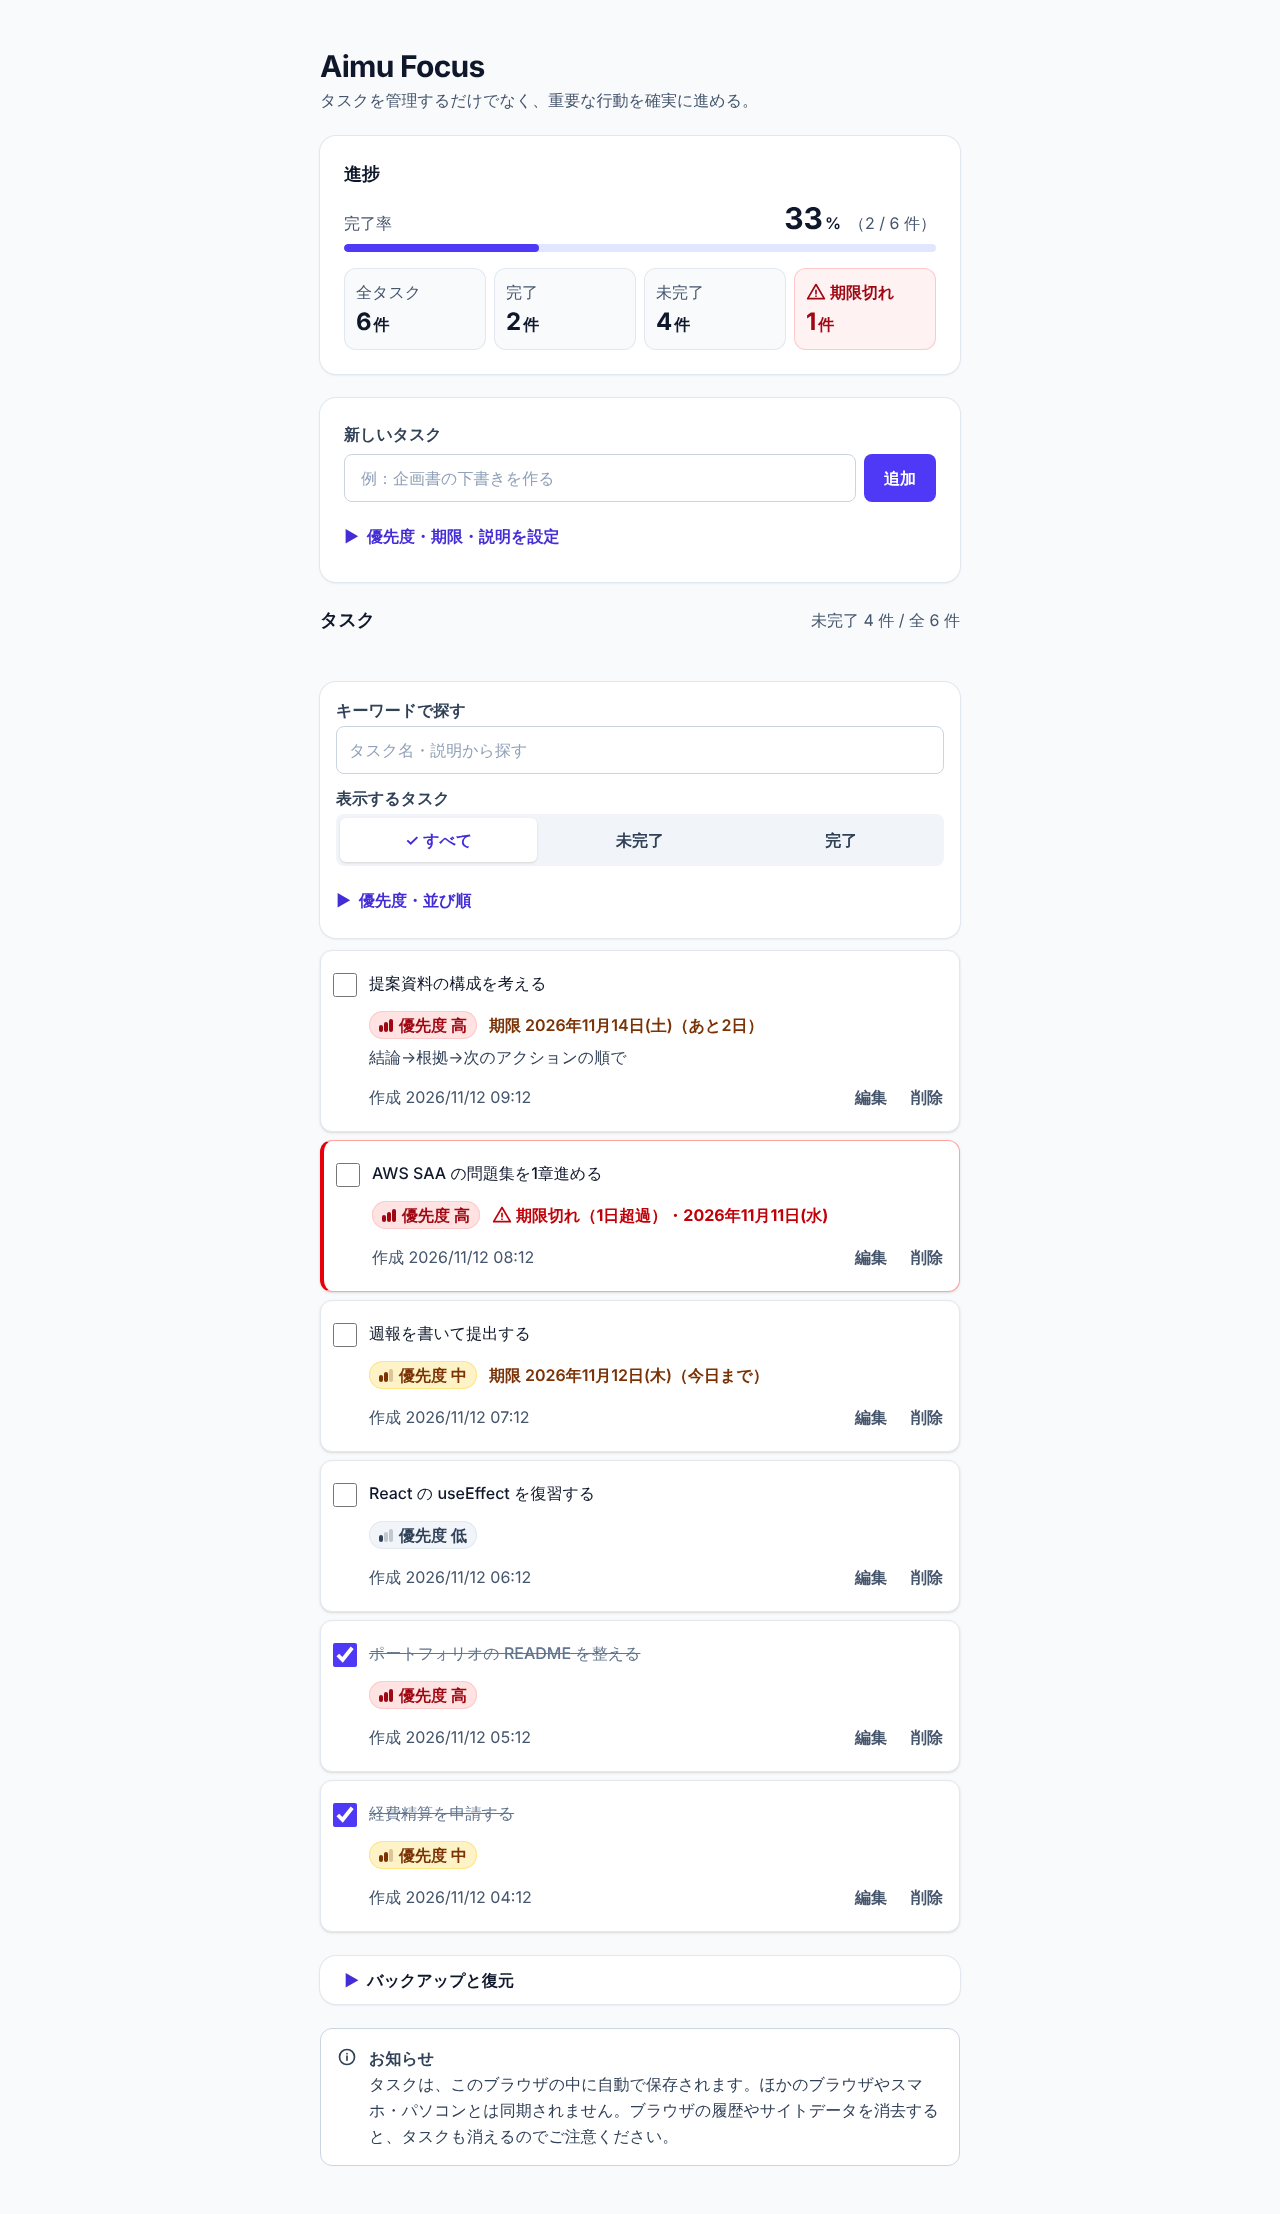 Aimu Focus
タスクを管理するだけでなく、重要な行動を確実に進める。
進捗
完了率 33% （2 / 6 件）
全タスク 完了 未完了 期限切れ
6件 2件 4件 1件
新しいタスク
例：企画書の下書きを作る 追加
▶ 優先度・期限・説明を設定
タスク 未完了 4 件 / 全 6 件
キーワードで探す
タスク名・説明から探す
表示するタスク
✓ すべて 未完了 完了
▶ 優先度・並び順
提案資料の構成を考える
優先度 高 期限 2026年11月14日(土)（あと2日）
結論→根拠→次のアクションの順で
作成 2026/11/12 09:12 編集 削除
AWS SAA の問題集を1章進める
優先度 高 期限切れ（1日超過）・2026年11月11日(水)
作成 2026/11/12 08:12 編集 削除
週報を書いて提出する
優先度 中 期限 2026年11月12日(木)（今日まで）
作成 2026/11/12 07:12 編集 削除
React の useEffect を復習する
優先度 低
作成 2026/11/12 06:12 編集 削除
ポートフォリオの README を整える
優先度 高
作成 2026/11/12 05:12 編集 削除
経費精算を申請する
優先度 中
作成 2026/11/12 04:12 編集 削除
▶ バックアップと復元
お知らせ
タスクは、このブラウザの中に自動で保存されます。ほかのブラウザやスマ
ホ・パソコンとは同期されません。ブラウザの履歴やサイトデータを消去する
と、タスクも消えるのでご注意ください。